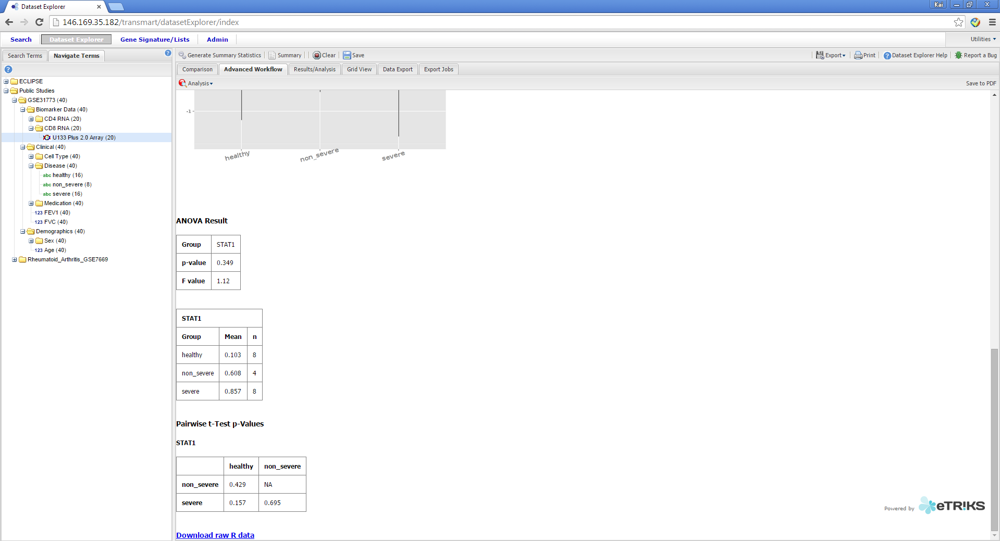 Dataset Explorer
Kai
146.169.35.182/transmart/datasetExplorer/index
Search Dataset Explorer Gene Signature/Lists Admin Utilities
Search Terms Navigate Terms
Generate Summary Statistics Summary Clear Save Export Print Dataset Explorer Help Report a Bug
Comparison Advanced Workflow Results/Analysis Grid View Data Export Export Jobs
Analysis Save to PDF
ECLIPSE
Public Studies
GSE31773 (40)
Biomarker Data (40)
CD4 RNA (20)
CD8 RNA (20)
U133 Plus 2.0 Array (20)
Clinical (40)
Cell Type (40)
Disease (40)
abc healthy (16)
abc non_severe (8)
abc severe (16)
Medication (40)
123 FEV1 (40)
123 FVC (40)
Demographics (40)
Sex (40)
123 Age (40)
Rheumatoid_Arthritis_GSE7669
-1
healthy non_severe severe
ANOVA Result
Group STAT1
p-value 0.349
F value 1.12
STAT1
Group Mean n
healthy 0.103 8
non_severe 0.608 4
severe 0.857 8
Pairwise t-Test p-Values
STAT1
healthy non_severe
non_severe 0.429 NA
severe 0.157 0.695
Powered by eTRIKS
Download raw R data